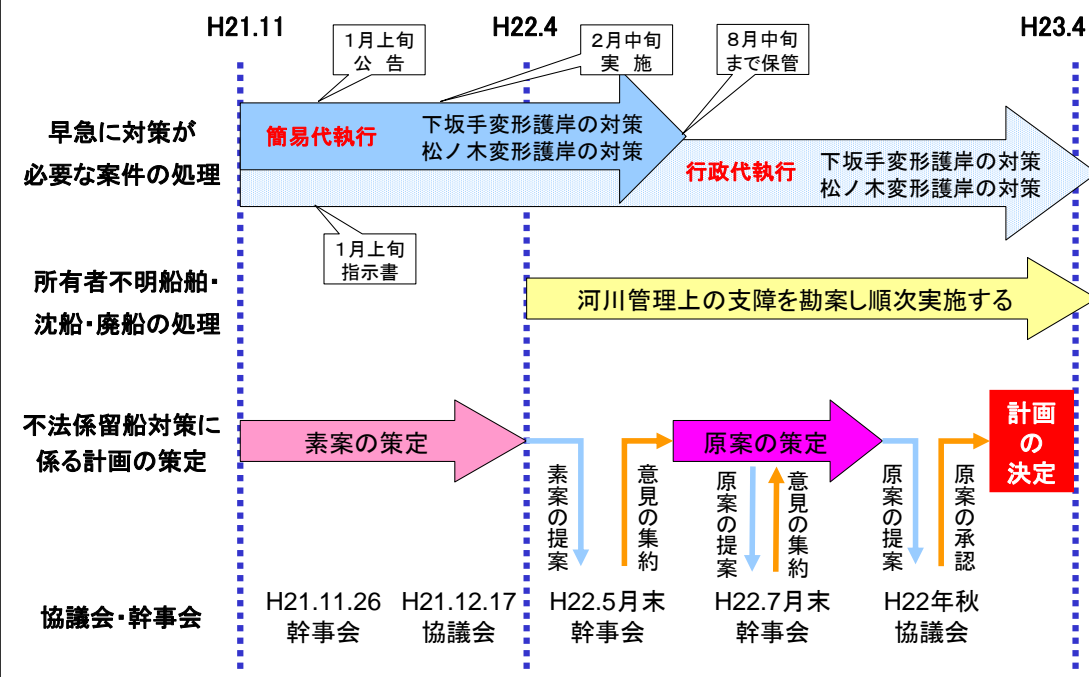 H21.11
H22.4
H23.4
1月上旬
公 告
2月中旬
実 施
8月中旬
まで保管
早急に対策が
必要な案件の処理
簡易代執行
下坂手変形護岸の対策
松ノ木変形護岸の対策
行政代執行
下坂手変形護岸の対策
松ノ木変形護岸の対策
1月上旬
指示書
所有者不明船舶・
沈船・廃船の処理
河川管理上の支障を勘案し順次実施する
不法係留船対策に
係る計画の策定
素案の策定
素案の提案
意見の集約
原案の策定
原案の提案
意見の集約
原案の提案
原案の承認
計画
の
決定
協議会・幹事会
H21.11.26
幹事会
H21.12.17
協議会
H22.5月末
幹事会
H22.7月末
幹事会
H22年秋
協議会